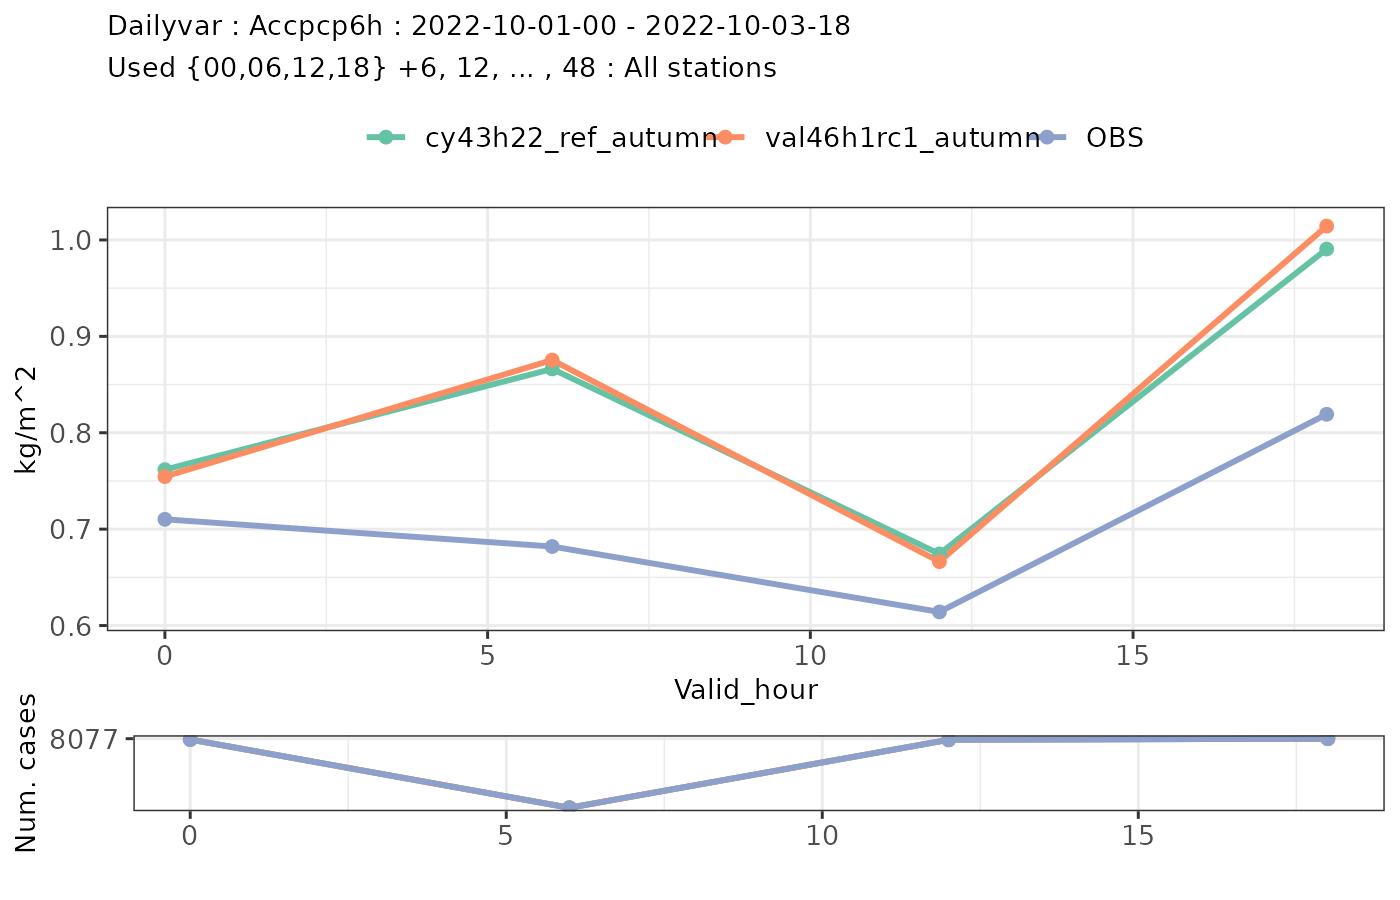 Dailyvar : Accpcp6h : 2022-10-01-00 - 2022-10-03-18
Used {00,06,12,18} +6, 12, ... , 48 : All stations
cy43h22_ref_autumn val46h1rc1_autumn OBS
kg/m^2
1.0
0.9
0.8
0.7
0.6
0 5 10 15
Valid_hour
Num. cases
8077
0 5 10 15